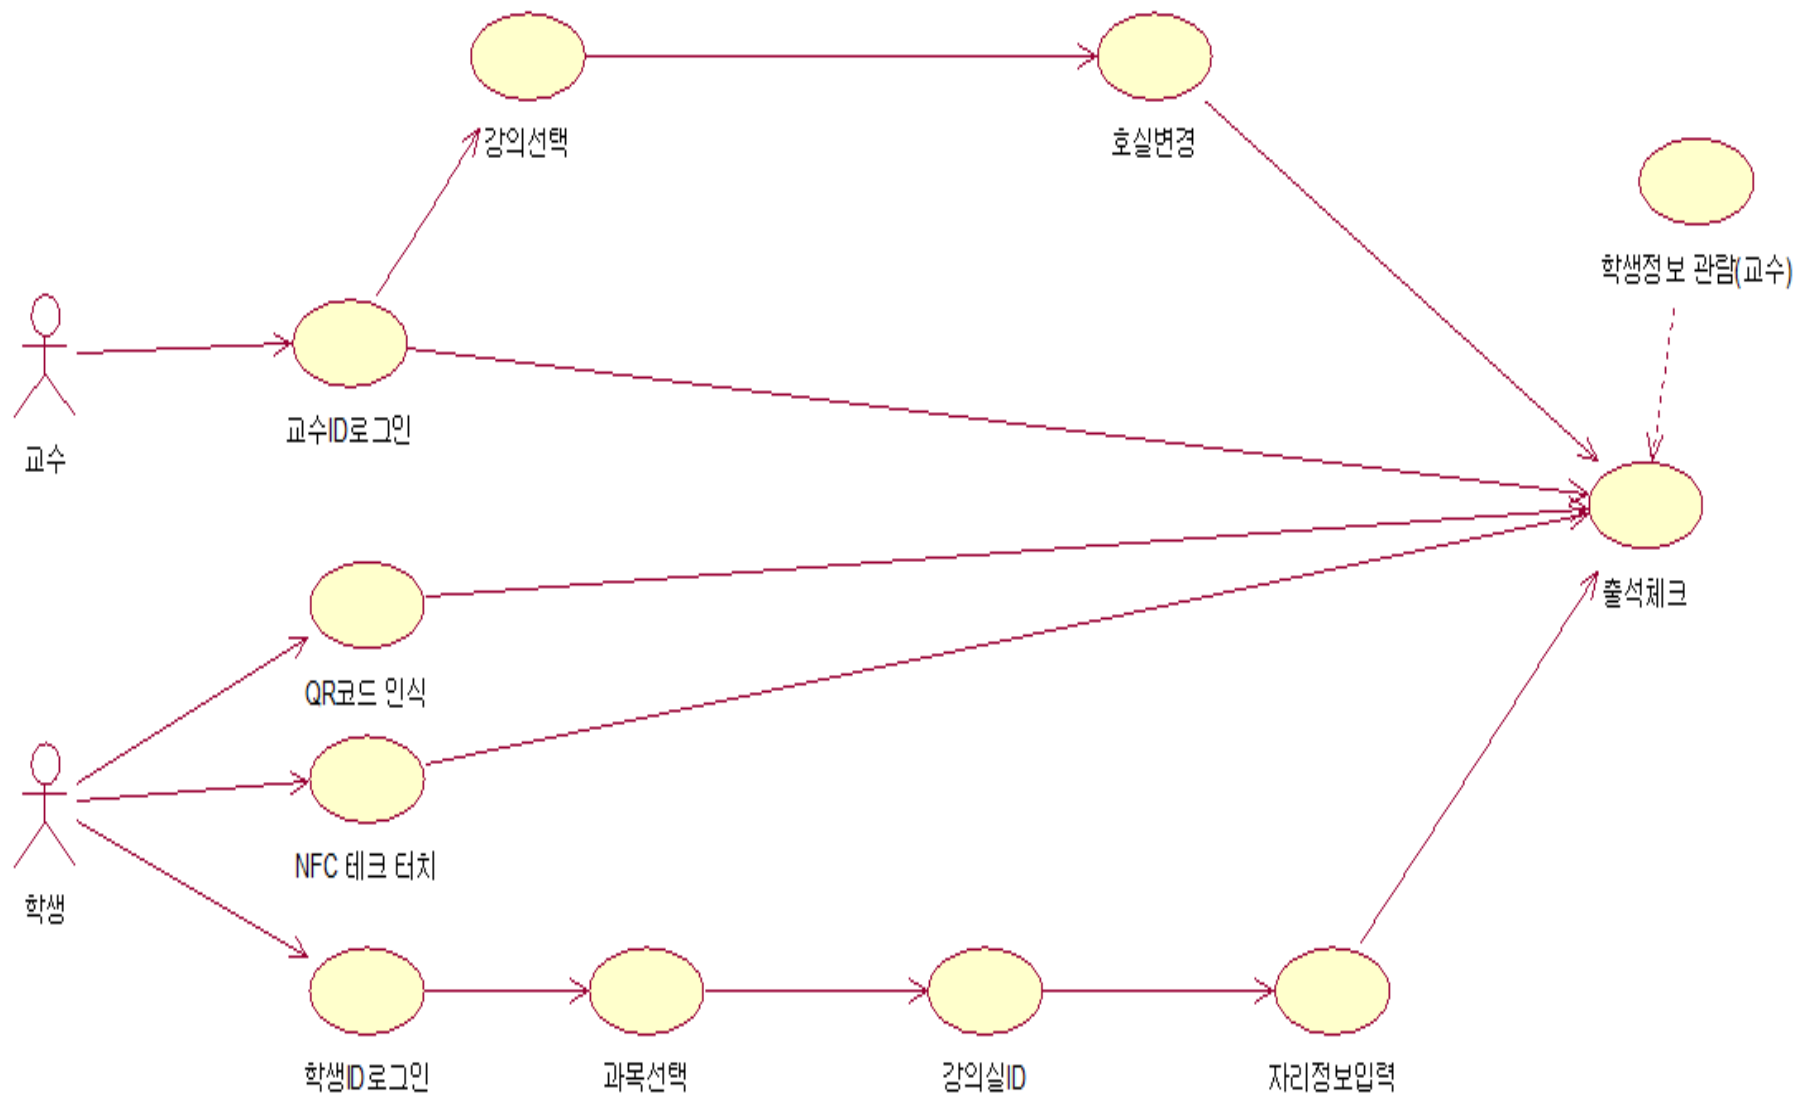 강의선택
호실변경
학생정보 관람(교수)
교수ID로그인
교수
출석체크
QR코드 인식
NFC 테크 터치
학생
학생ID로그인
과목선택
강의실ID
자리정보입력